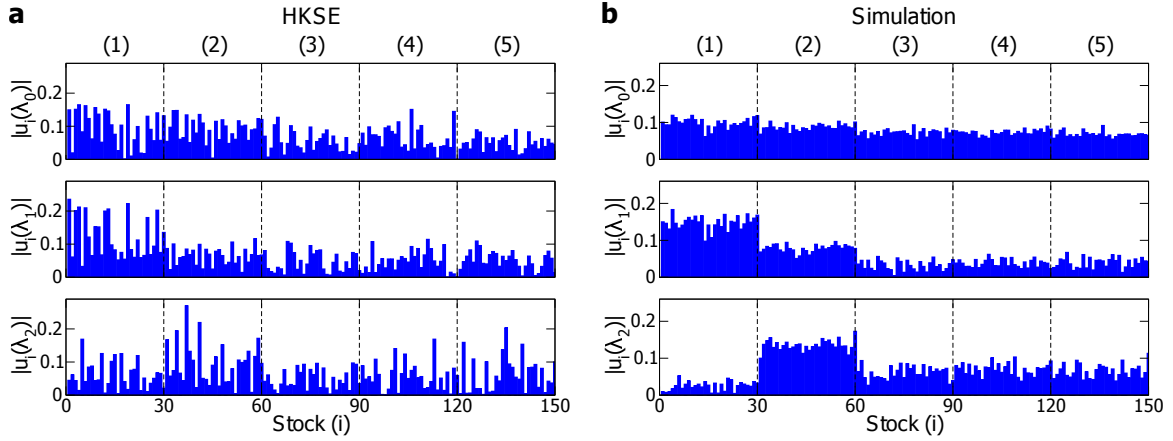 a HKSE
(1) (2) (3) (4) (5)
|u_i(λ_0)|
0.2
0.1
0
|u_i(λ_1)|
0.2
0.1
0
|u_i(λ_2)|
0.2
0.1
0
0 30 60 90 120 150
Stock (i)
b Simulation
(1) (2) (3) (4) (5)
|u_i(λ_0)|
0.2
0.1
0
|u_i(λ_1)|
0.2
0.1
0
|u_i(λ_2)|
0.2
0.1
0
0 30 60 90 120 150
Stock (i)